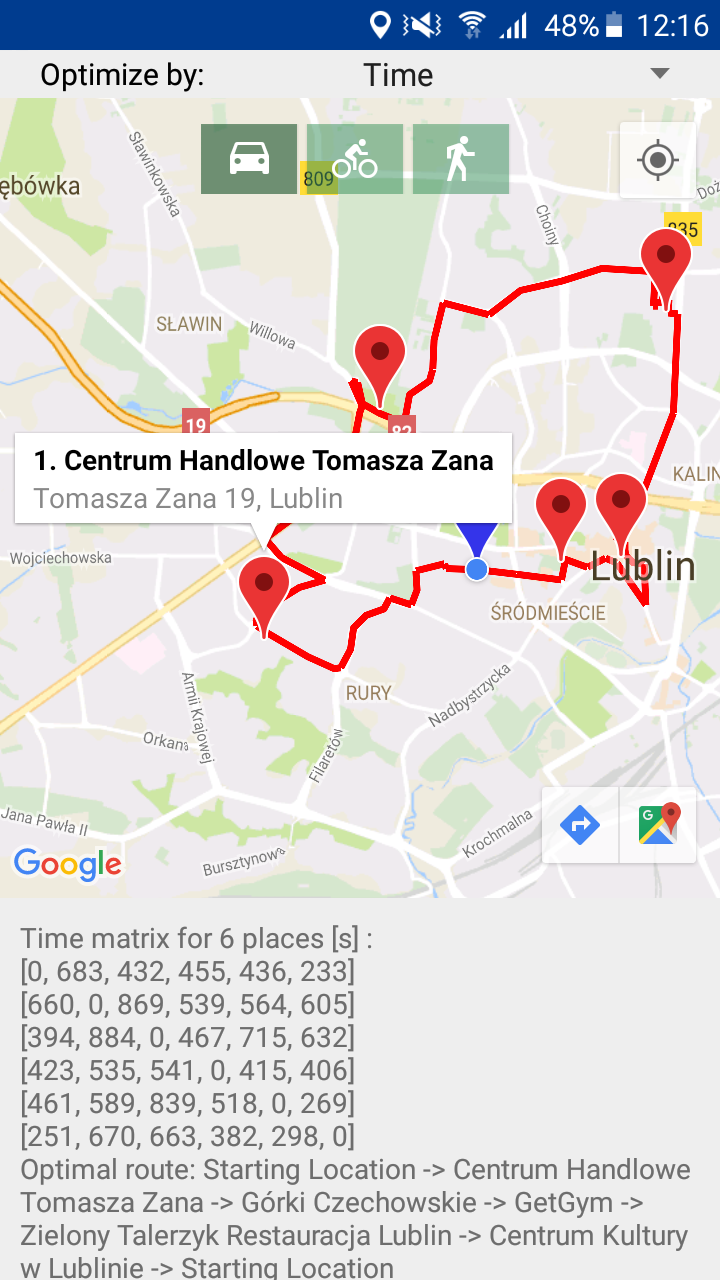 48% 12:16
Optimize by: Time
809
ębówka
Sławinkowska
Choiny
Doż
835
SŁAWIN
Willowa
19
82
1. Centrum Handlowe Tomasza Zana
Tomasza Zana 19, Lublin
KALIN
Wojciechowska
Lublin
ŚRÓDMIEŚCIE
RURY
Armii Krajowej
Nadbystrzycka
Orkana
Filaretów
Jana Pawła II
Krochmalna
Bursztynowa
Google
Time matrix for 6 places [s] :
[0, 683, 432, 455, 436, 233]
[660, 0, 869, 539, 564, 605]
[394, 884, 0, 467, 715, 632]
[423, 535, 541, 0, 415, 406]
[461, 589, 839, 518, 0, 269]
[251, 670, 663, 382, 298, 0]
Optimal route: Starting Location -> Centrum Handlowe
Tomasza Zana -> Górki Czechowskie -> GetGym ->
Zielony Talerzyk Restauracja Lublin -> Centrum Kultury
w Lublinie -> Starting Location